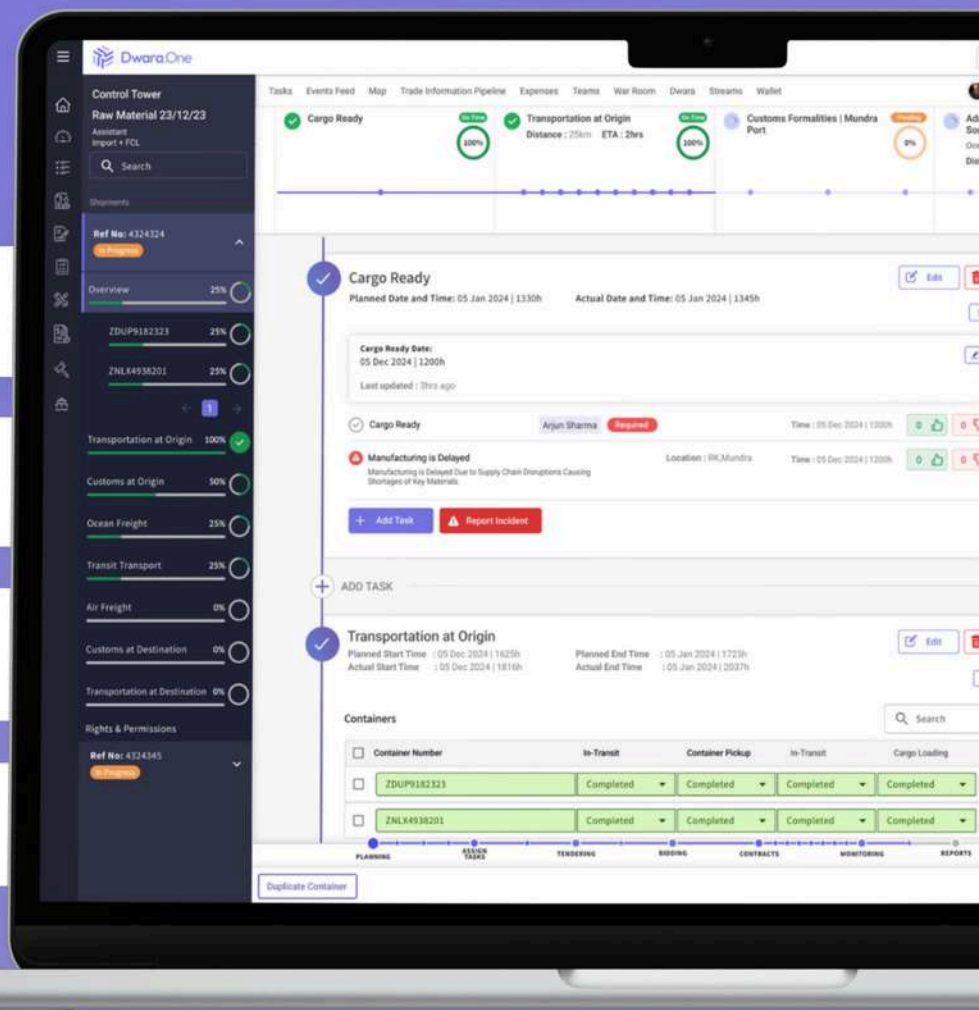 Dwara.One
Control Tower
Raw Material 23/12/23
Assistant
Import + FCL
Search
Shipments
Ref No: 4324324
In Progress
Overview 25%
ZDUP9182323 25%
ZNLX4938201 25%
1
Transportation at Origin 100%
Customs at Origin 50%
Ocean Freight 25%
Transit Transport 25%
Air Freight 0%
Customs at Destination 0%
Transportation at Destination 0%
Rights & Permissions
Ref No: 4324345
In Progress
Tasks Events Feed Map Trade Information Pipeline Expenses Teams War Room Dwara Streams Wallet
Cargo Ready
On Time
100%
Transportation at Origin
Distance : 25km ETA : 2hrs
On Time
100%
Customs Formalities | Mundra
Port
Pending
0%
Cargo Ready
Edit
Planned Date and Time: 05 Jan 2024 | 1330h Actual Date and Time: 05 Jan 2024 | 1345h
Cargo Ready Date:
05 Dec 2024 | 1200h
Last updated : 3hrs ago
Cargo Ready Arjun Sharma Required Time : 05 Dec 2024 | 1200h 0 0
Manufacturing is Delayed Location : RK,Mundra Time : 05 Dec 2024 | 1200h 0 0
Manufacturing is Delayed Due to Supply Chain Disruptions Causing
Shortages of Key Materials.
+ Add Task Report Incident
+ ADD TASK
Transportation at Origin
Edit
Planned Start Time : 05 Dec 2024 | 1625h Planned End Time : 05 Jan 2024 | 1725h
Actual Start Time : 05 Dec 2024 | 1816h Actual End Time : 05 Jan 2024 | 2037h
Containers
Search
Container Number In-Transit Container Pickup In-Transit Cargo Loading
ZDUP9182323 Completed Completed Completed Completed
ZNLX4938201 Completed Completed Completed Completed
PLANNING ASSIGN TASKS TENDERING BIDDING CONTRACTS MONITORING REPORTS
Duplicate Container